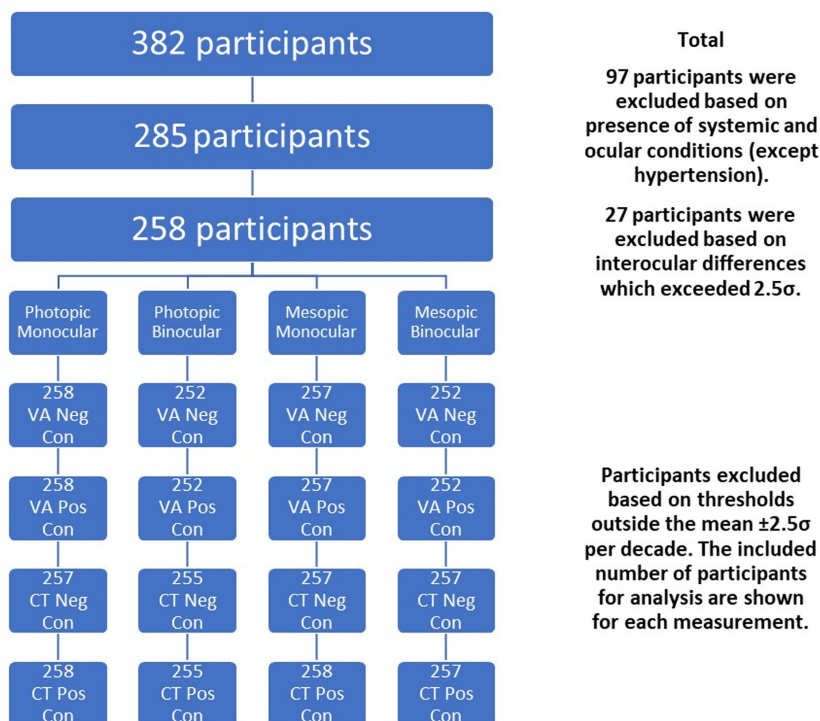 382 participants
Total
97 participants were
excluded based on
presence of systemic and
ocular conditions (except
hypertension).
285 participants
258 participants
27 participants were
excluded based on
interocular differences
which exceeded 2.5σ.
Photopic
Monocular
Photopic
Binocular
Mesopic
Monocular
Mesopic
Binocular
258
VA Neg
Con
252
VA Neg
Con
257
VA Neg
Con
252
VA Neg
Con
258
VA Pos
Con
252
VA Pos
Con
257
VA Pos
Con
252
VA Pos
Con
Participants excluded
based on thresholds
outside the mean ±2.5σ
per decade. The included
number of participants
for analysis are shown
for each measurement.
257
CT Neg
Con
255
CT Neg
Con
257
CT Neg
Con
257
CT Neg
Con
258
CT Pos
Con
255
CT Pos
Con
258
CT Pos
Con
257
CT Pos
Con